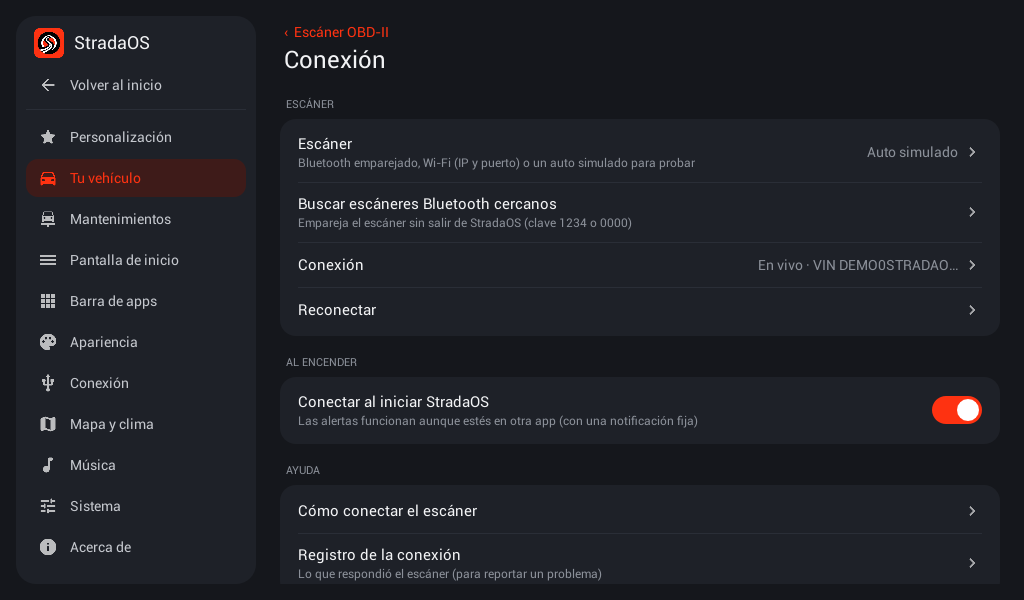 StradaOS
Volver al inicio
Personalización
Tu vehículo
Mantenimientos
Pantalla de inicio
Barra de apps
Apariencia
Conexión
Mapa y clima
Música
Sistema
Acerca de
‹ Escáner OBD-II
Conexión
ESCÁNER
Escáner
Bluetooth emparejado, Wi-Fi (IP y puerto) o un auto simulado para probar
Auto simulado
Buscar escáneres Bluetooth cercanos
Empareja el escáner sin salir de StradaOS (clave 1234 o 0000)
Conexión
En vivo · VIN DEMO0STRADAO…
Reconectar
AL ENCENDER
Conectar al iniciar StradaOS
Las alertas funcionan aunque estés en otra app (con una notificación fija)
AYUDA
Cómo conectar el escáner
Registro de la conexión
Lo que respondió el escáner (para reportar un problema)